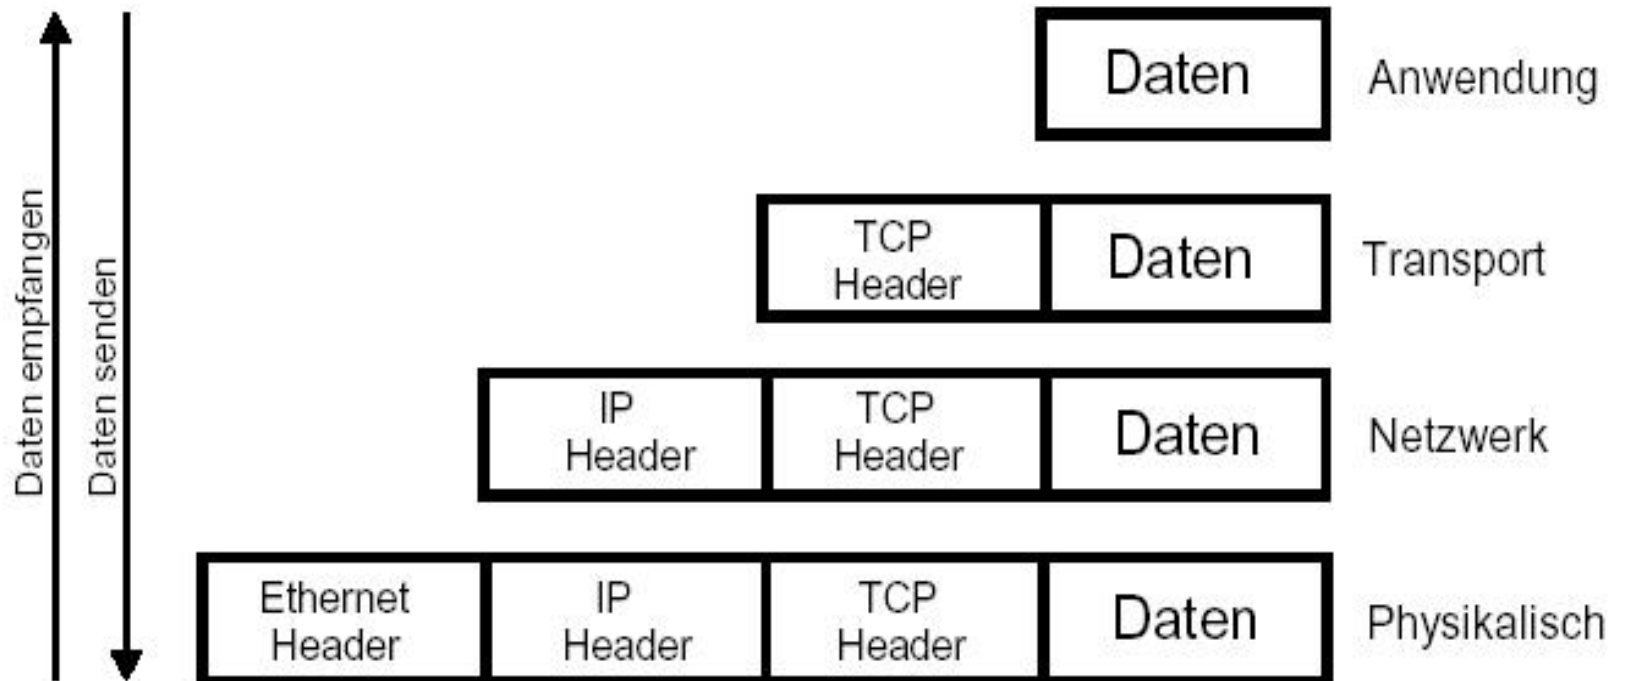 Daten empfangen
Daten senden
Daten
Anwendung
TCP
Header
Daten
Transport
IP
Header
TCP
Header
Daten
Netzwerk
Ethernet
Header
IP
Header
TCP
Header
Daten
Physikalisch